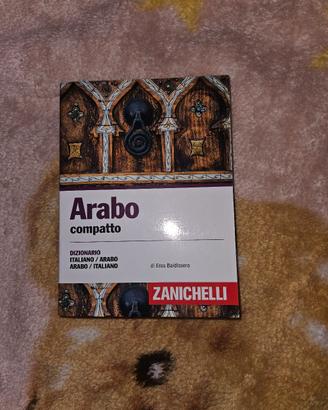 Arabo
compatto
DIZIONARIO
ITALIANO / ARABO
ARABO / ITALIANO
di Eros Baldissera
ZANICHELLI